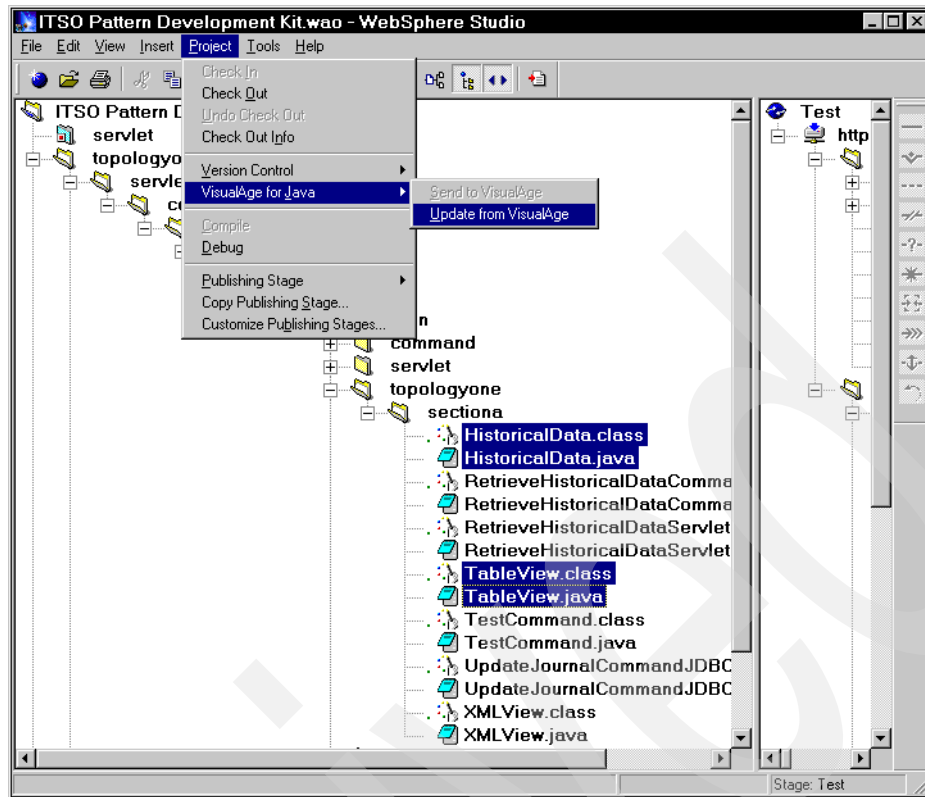 ITSO Pattern Development Kit.wao - WebSphere Studio
File Edit View Insert Project Tools Help
Check In
Check Out
Undo Check Out
Check Out Info
Version Control
VisualAge for Java
Compile
Debug
Publishing Stage
Copy Publishing Stage...
Customize Publishing Stages...
Send to VisualAge
Update from VisualAge
ITSO Pattern D
servlet
topologyo
servle
co
n
command
servlet
topologyone
sectiona
HistoricalData.class
HistoricalData.java
RetrieveHistoricalDataComma
RetrieveHistoricalDataComma
RetrieveHistoricalDataServlet
RetrieveHistoricalDataServlet
TableView.class
TableView.java
TestCommand.class
TestCommand.java
UpdateJournalCommandJDBC
UpdateJournalCommandJDBC
XMLView.class
XMLView.java
Test
http
Stage: Test